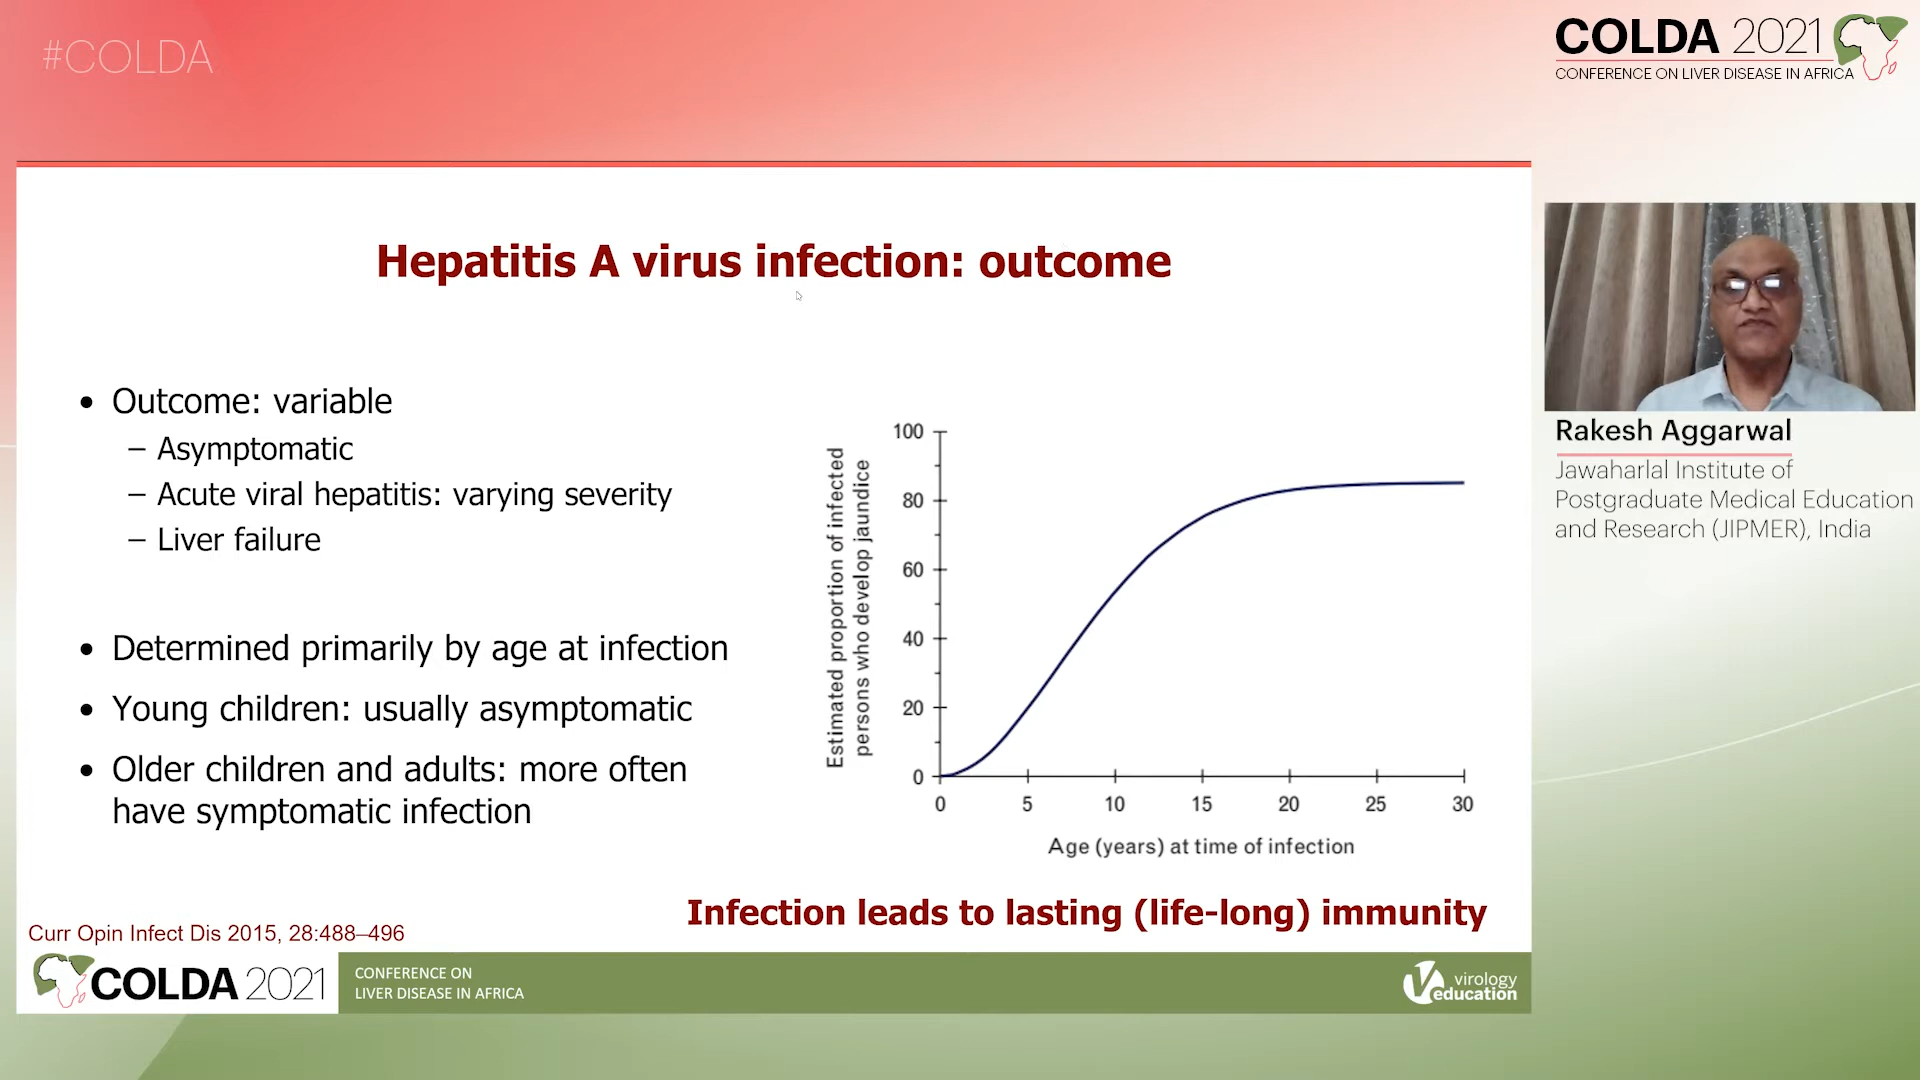 #COLDA
COLDA 2021
CONFERENCE ON LIVER DISEASE IN AFRICA
Hepatitis A virus infection: outcome
• Outcome: variable
– Asymptomatic
– Acute viral hepatitis: varying severity
– Liver failure
• Determined primarily by age at infection
• Young children: usually asymptomatic
• Older children and adults: more often
have symptomatic infection
Estimated proportion of infected
persons who develop jaundice
100
80
60
40
20
0
0 5 10 15 20 25 30
Age (years) at time of infection
Infection leads to lasting (life-long) immunity
Curr Opin Infect Dis 2015, 28:488–496
COLDA 2021
CONFERENCE ON
LIVER DISEASE IN AFRICA
virology
education
Rakesh Aggarwal
Jawaharlal Institute of
Postgraduate Medical Education
and Research (JIPMER), India